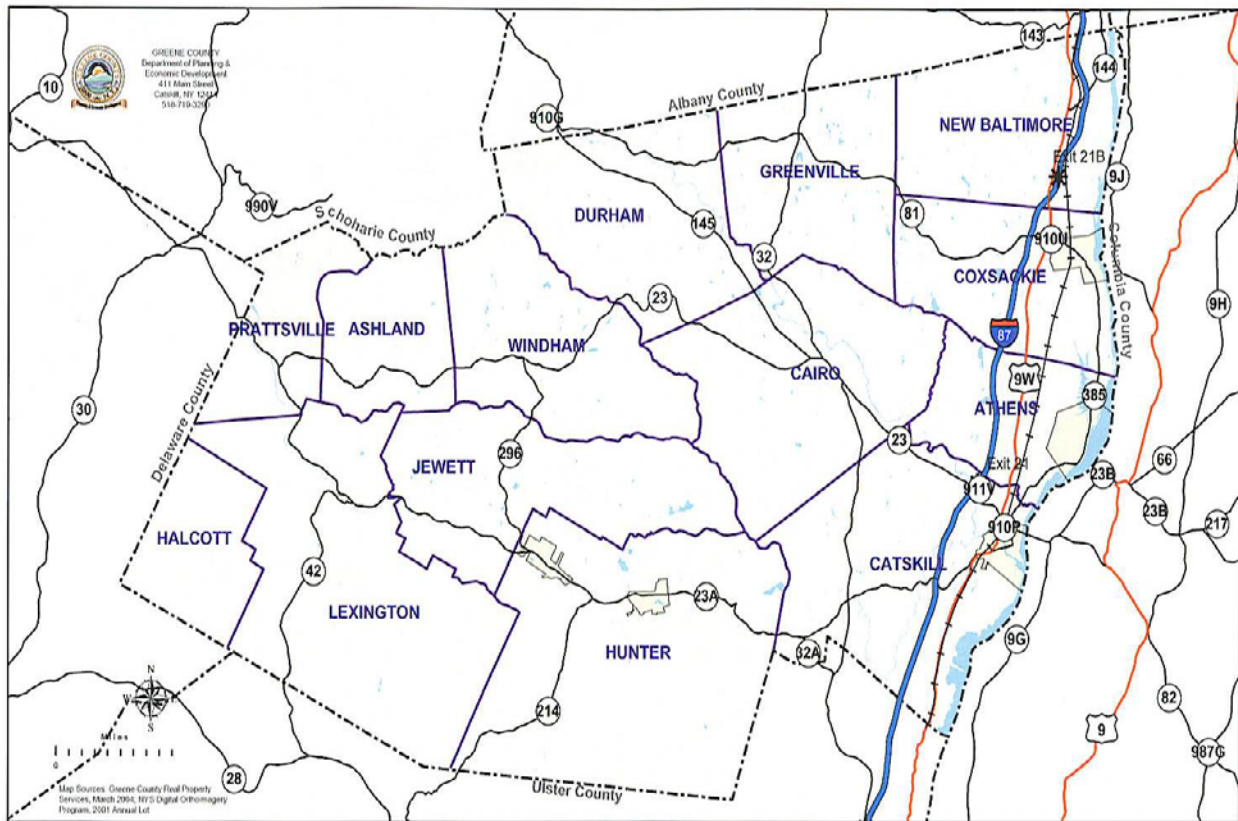 GREENE COUNTY
Department of Planning &
Economic Development
411 Main Street
Catskill, NY
10
143
144
Albany County
910G
NEW BALTIMORE
GREENVILLE
Exit 21B
9J
990V
Schoharie County
DURHAM
145
81
32
910U
Columbia County
COXSACKIE
23
9H
PRATTSVILLE
ASHLAND
WINDHAM
87
CAIRO
9W
30
ATHENS
385
Delaware County
23
JEWETT
296
Exit 21
66
23B
911V
23B
217
910P
HALCOTT
42
CATSKILL
LEXINGTON
23A
HUNTER
32A
9G
N
W
E
S
214
82
9
Miles
0
987G
28
Ulster County
Map Sources: Greene County Real Property
Services, March 2004, NYS Digital Orthoimagery
Program, 2001 Annual Lot